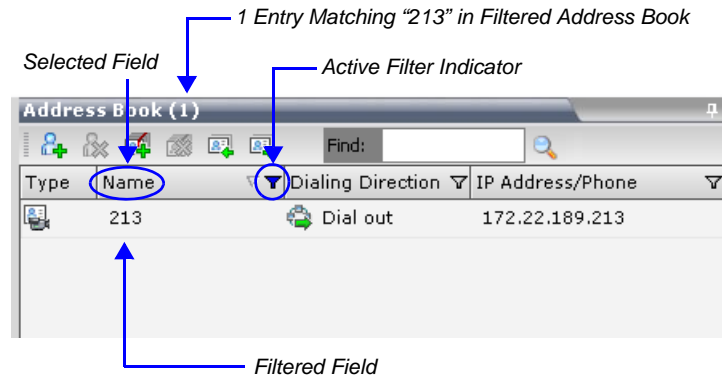 1 Entry Matching “213” in Filtered Address Book
Selected Field
Active Filter Indicator
Address Book (1)
Find:
Type Name Dialing Direction IP Address/Phone
213 Dial out 172.22.189.213
Filtered Field